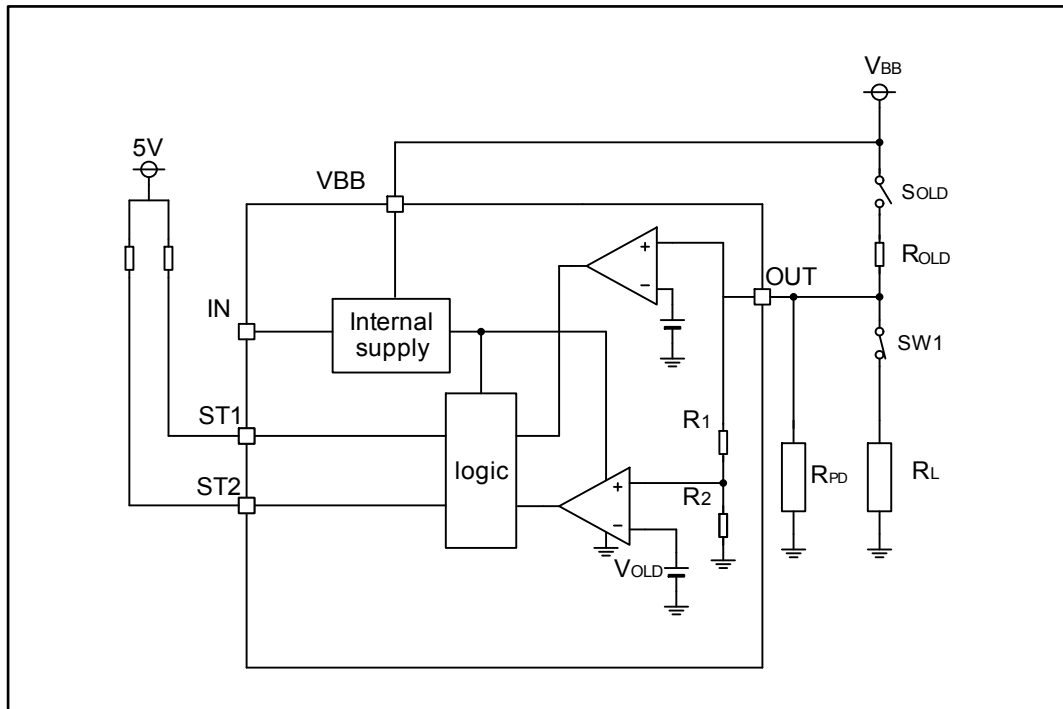 VBB
5V
VBB
SOLD
ROLD
OUT
IN
Internal
supply
+
−
SW1
ST1
R1
logic
ST2
+
−
R2
RPD
RL
VOLD